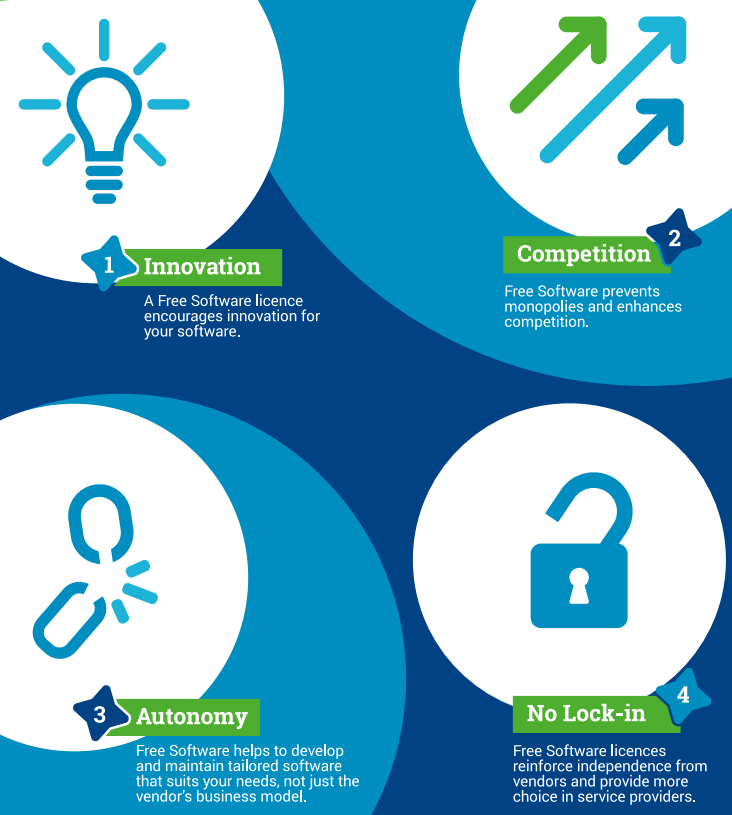 1
Innovation
A Free Software licence
encourages innovation for
your software.
2
Competition
Free Software prevents
monopolies and enhances
competition.
3
Autonomy
Free Software helps to develop
and maintain tailored software
that suits your needs, not just the
vendor's business model.
4
No Lock-in
Free Software licences
reinforce independence from
vendors and provide more
choice in service providers.